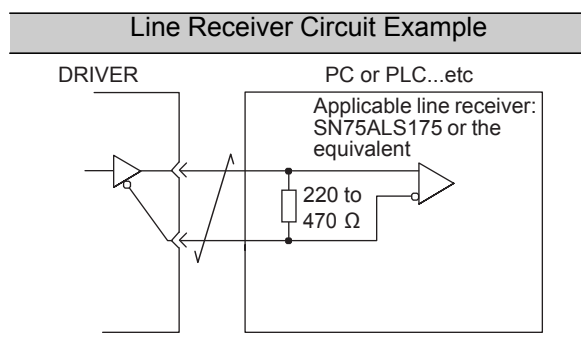 Line Receiver Circuit Example
DRIVER
PC or PLC...etc
Applicable line receiver:
SN75ALS175 or the
equivalent
220 to
470 Ω